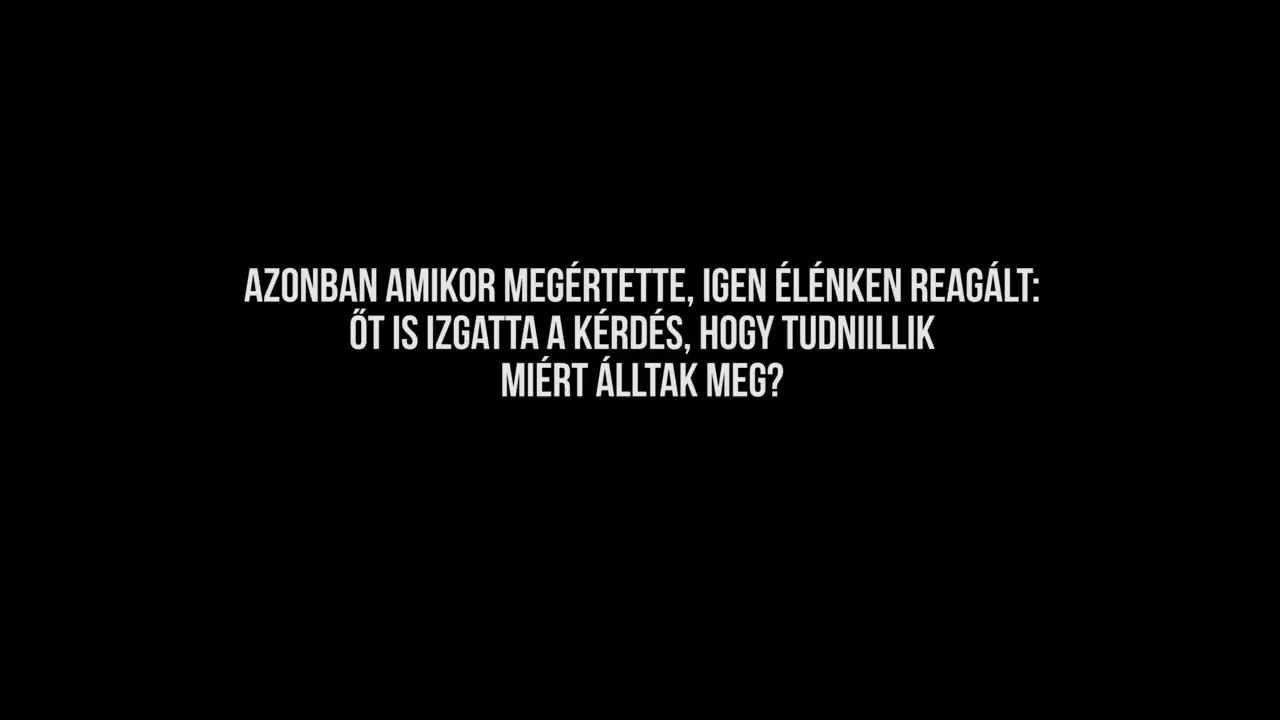 AZONBAN AMIKOR MEGÉRTETTE, IGEN ÉLÉNKEN REAGÁLT:
ŐT IS IZGATTA A KÉRDÉS, HOGY TUDNIILLIK
MIÉRT ÁLLTAK MEG?